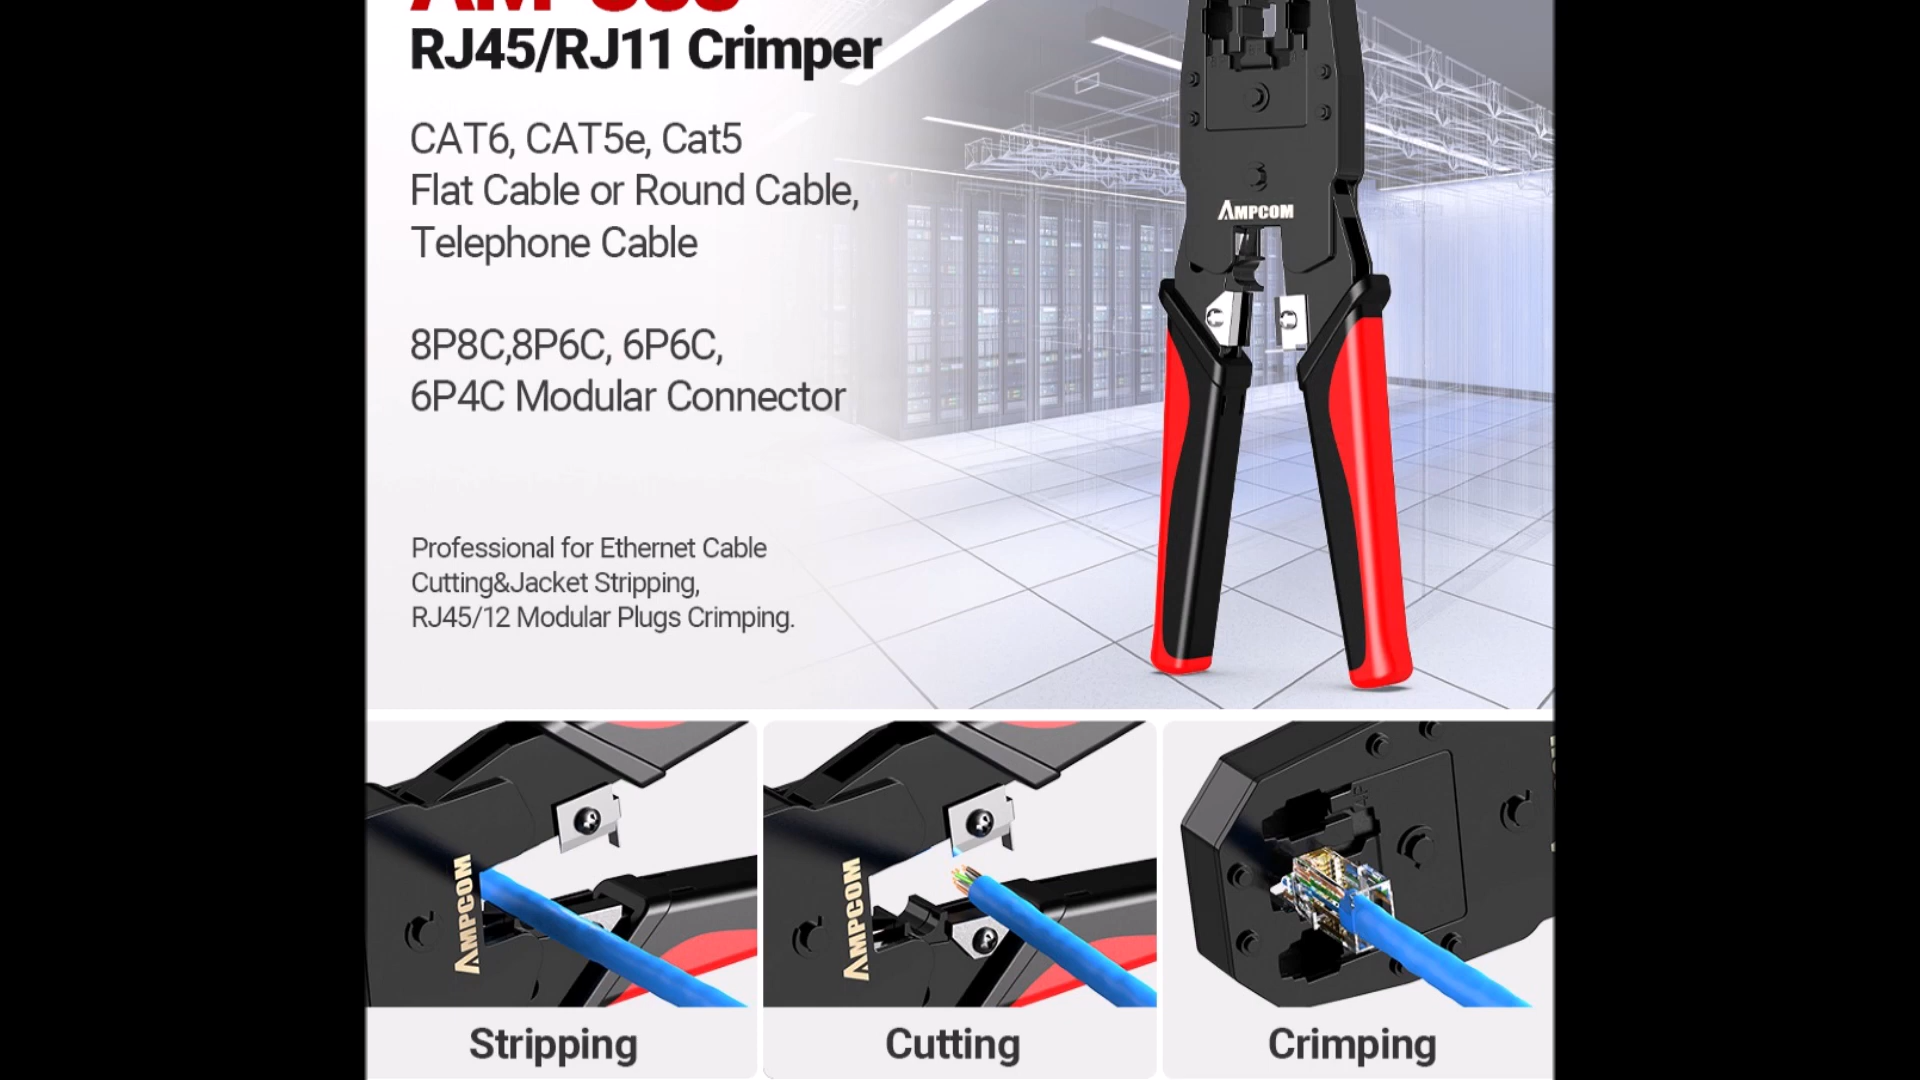 RJ45/RJ11 Crimper
CAT6, CAT5e, Cat5
Flat Cable or Round Cable,
Telephone Cable
8P8C,8P6C, 6P6C,
6P4C Modular Connector
Professional for Ethernet Cable
Cutting&Jacket Stripping,
RJ45/12 Modular Plugs Crimping.
AMPCOM
AMPCOM
AMPCOM
Stripping
Cutting
Crimping